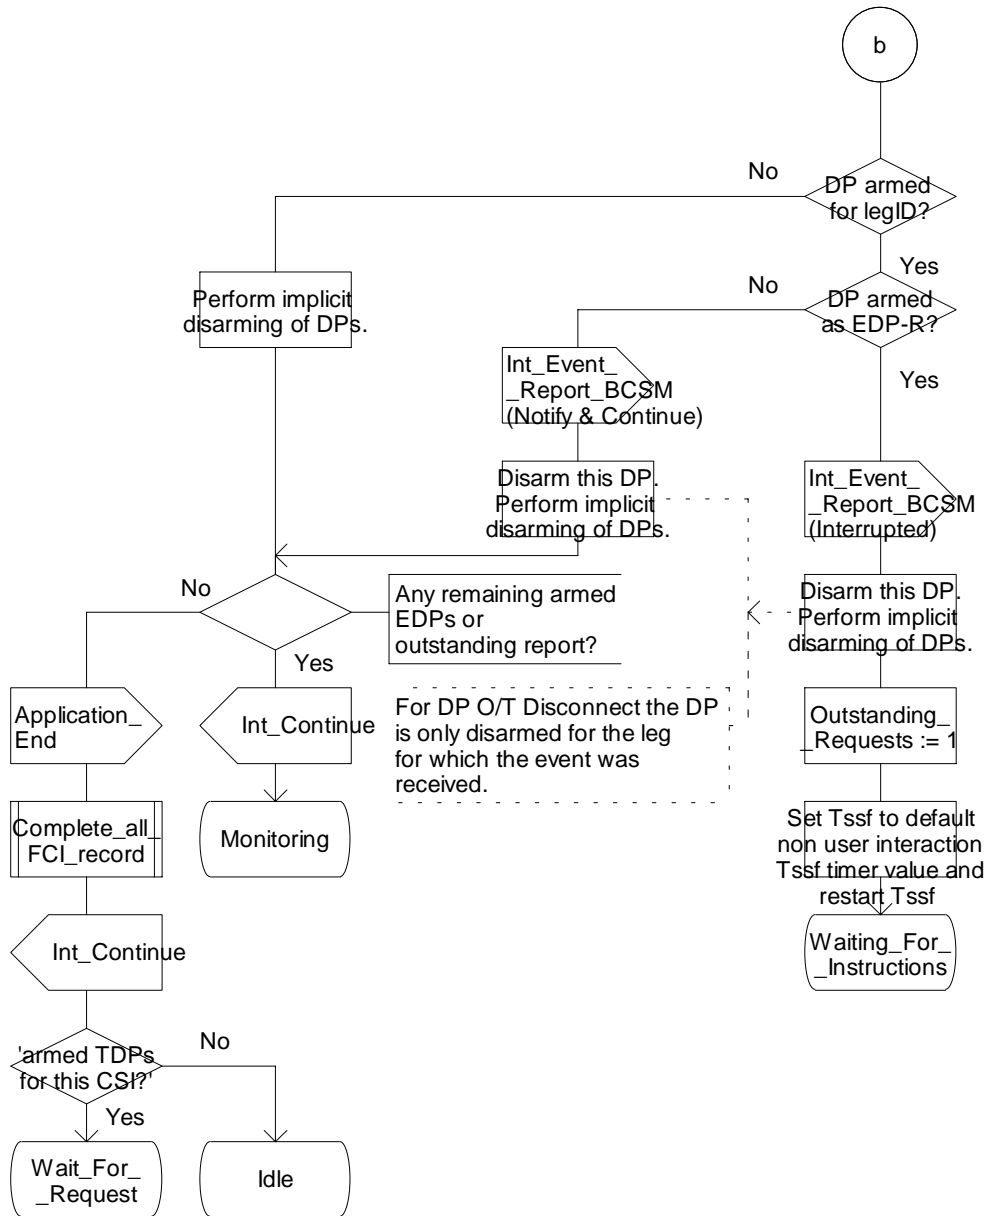 b
No
DP armed
for legID?
Yes
Perform implicit
disarming of DPs.
No
DP armed
as EDP-R?
Yes
Int_Event_
_Report_BCSM
(Notify & Continue)
Disarm this DP.
Perform implicit
disarming of DPs.
Int_Event_
_Report_BCSM
(Interrupted)
No
Any remaining armed
EDPs or
outstanding report?
Yes
Disarm this DP.
Perform implicit
disarming of DPs.
Application_
End
Int_Continue
For DP O/T Disconnect the DP
is only disarmed for the leg
for which the event was
received.
Outstanding_
_Requests := 1
Complete_all_
FCI_record
Monitoring
Set Tssf to default
non user interaction
Tssf timer value and
restart Tssf
Int_Continue
Waiting_For_
_Instructions
'armed TDPs
for this CSI?'
No
Yes
Wait_For_
_Request
Idle